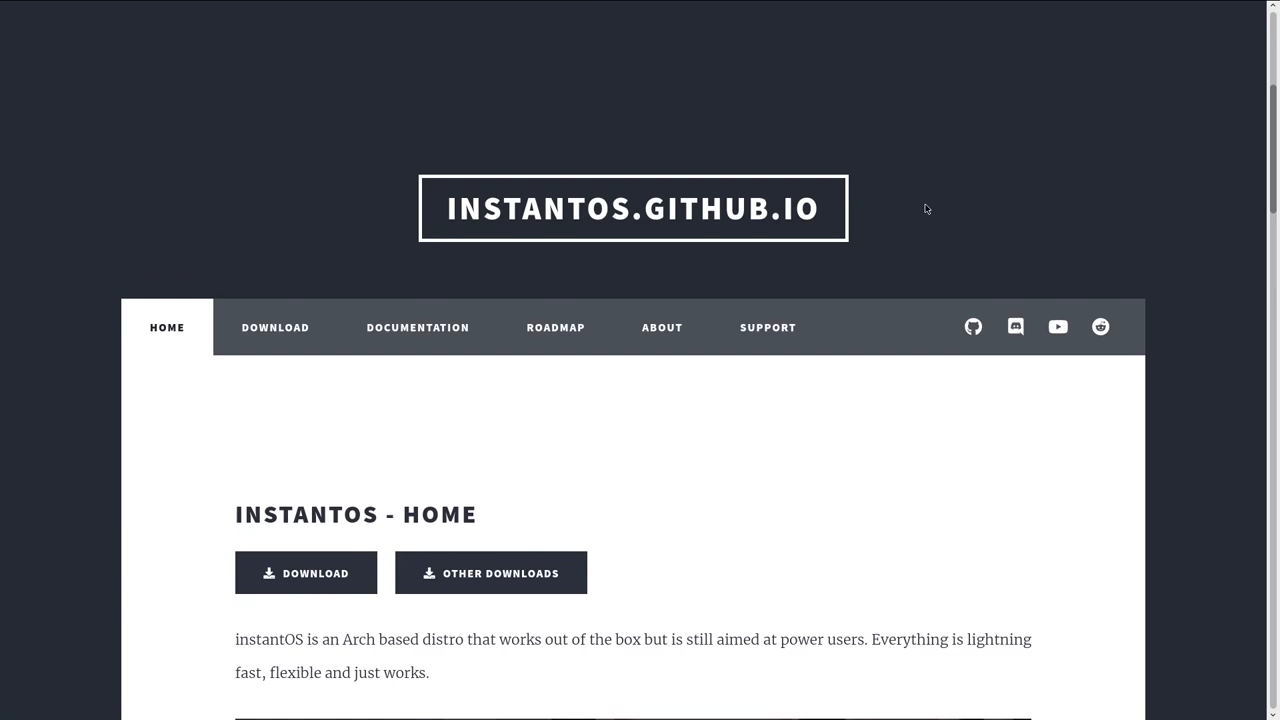 INSTANTOS.GITHUB.IO
HOME DOWNLOAD DOCUMENTATION ROADMAP ABOUT SUPPORT
INSTANTOS - HOME
DOWNLOAD OTHER DOWNLOADS
instantOS is an Arch based distro that works out of the box but is still aimed at power users. Everything is lightning
fast, flexible and just works.